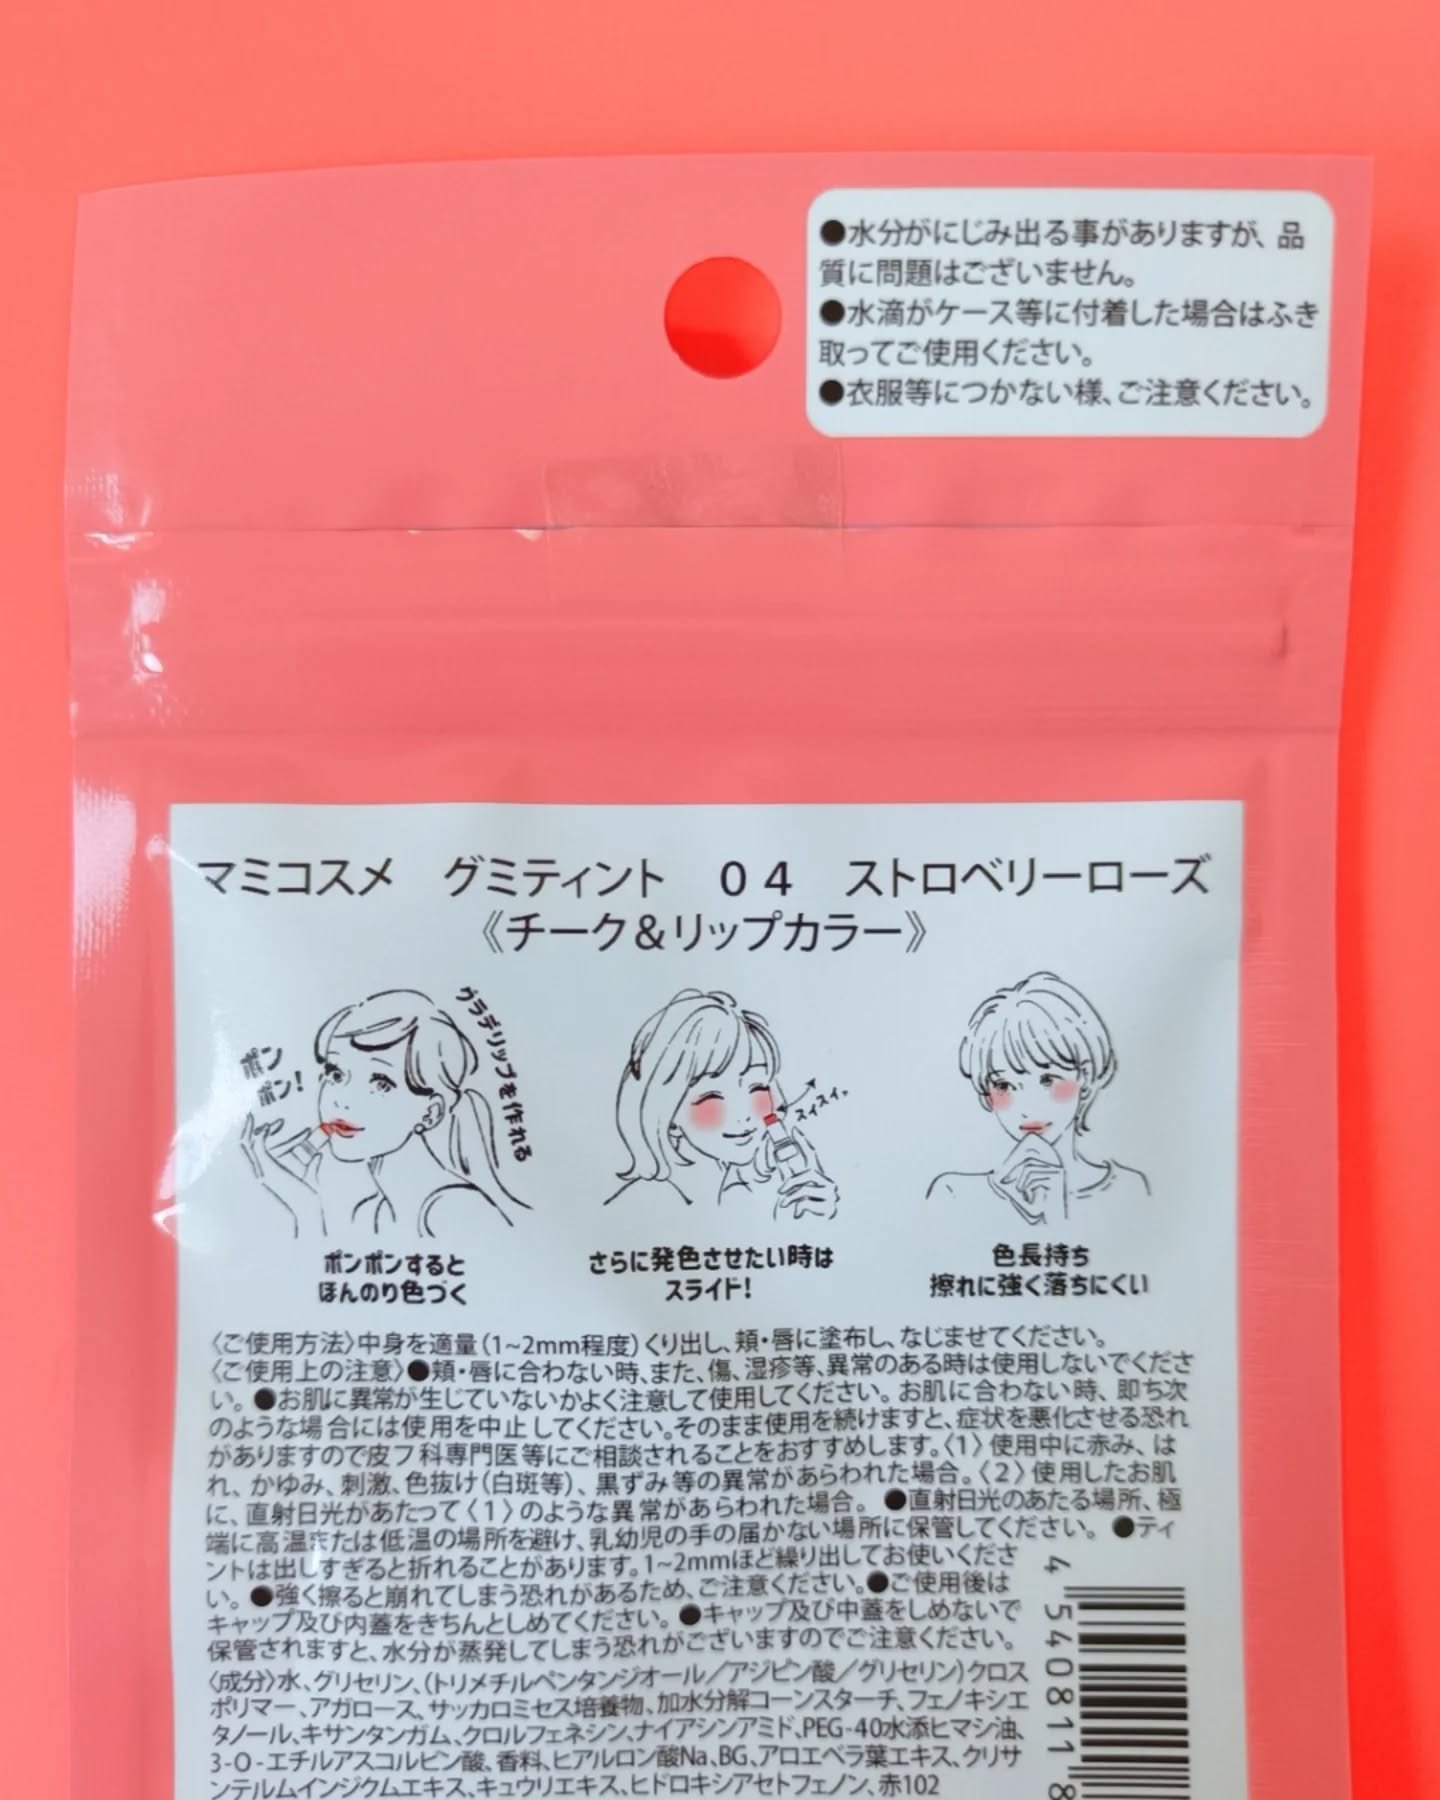 ●水分がにじみ出る事がありますが、品
質に問題はございません。
●水滴がケース等に付着した場合はふき
取ってご使用ください。
●衣服等につかない様、ご注意ください。
マミコスメ　グミティント　０４　ストロベリーローズ
《チーク＆リップカラー》
ポン
ポン!
グラデリップを作れる
スイスイッ
ポンポンすると
ほんのり色づく
さらに発色させたい時は
スライド!
色長持ち
擦れに強く落ちにくい
〈ご使用方法〉中身を適量（1~2mm程度）くり出し、頬・唇に塗布し、なじませてください。
〈ご使用上の注意〉●頬・唇に合わない時、また、傷、湿疹等、異常のある時は使用しないでくださ
い。●お肌に異常が生じていないかよく注意して使用してください。お肌に合わない時、即ち次
のような場合には使用を中止してください。そのまま使用を続けますと、症状を悪化させる恐れ
がありますので皮フ科専門医等にご相談されることをおすすめします。〈1〉使用中に赤み、は
れ、かゆみ、刺激、色抜け（白斑等）、黒ずみ等の異常があらわれた場合。〈2〉使用したお肌
に、直射日光があたって〈1〉のような異常があらわれた場合。●直射日光のあたる場所、極
端に高温または低温の場所を避け、乳幼児の手の届かない場所に保管してください。●ティ
ントは出しすぎると折れることがあります。1~2mmほど繰り出してお使いくださ
い。●強く擦ると崩れてしまう恐れがあるため、ご注意ください。●ご使用後は
キャップ及び内蓋をきちんとしめてください。●キャップ及び中蓋をしめないで
保管されますと、水分が蒸発してしまう恐れがございますのでご注意ください。
〈成分〉水、グリセリン、（トリメチルペンタンジオール／アジピン酸／グリセリン）クロス
ポリマー、アガロース、サッカロミセス培養物、加水分解コーンスターチ、フェノキシエ
タノール、キサンタンガム、クロルフェネシン、ナイアシンアミド、PEG-40水添ヒマシ油、
3-O-エチルアスコルビン酸、香料、ヒアルロン酸Na、BG、アロエベラ葉エキス、クリサ
ンテルムインジクムエキス、キュウリエキス、ヒドロキシアセトフェノン、赤102
4 540811 8